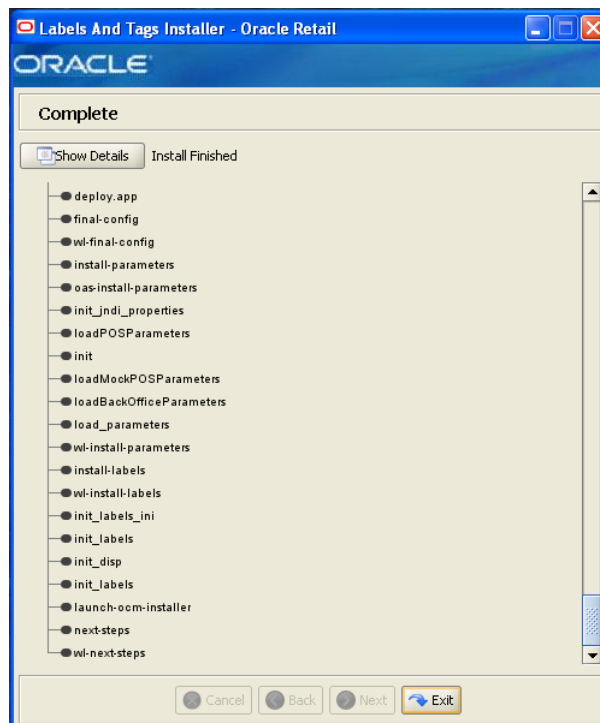 Labels And Tags Installer - Oracle Retail
ORACLE
Complete
Show Details Install Finished
deploy.app
final-config
wl-final-config
install-parameters
oas-install-parameters
init_jndi_properties
loadPOSParameters
init
loadMockPOSParameters
loadBackOfficeParameters
load_parameters
wl-install-parameters
install-labels
wl-install-labels
init_labels_ini
init_labels
init_disp
init_labels
launch-ocm-installer
next-steps
wl-next-steps
Cancel Back Next Exit